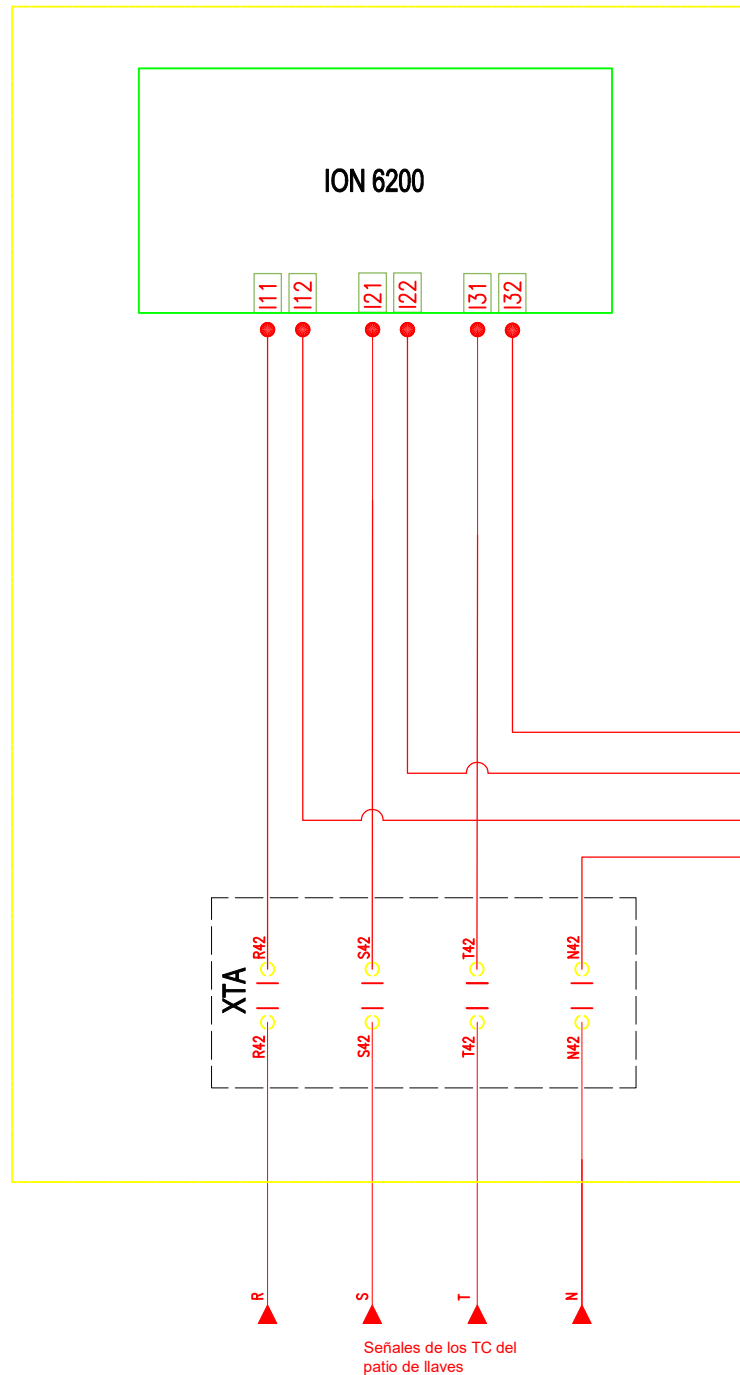 ION 6200
I11
I12
I21
I22
I31
I32
R42
S42
T42
N42
XTA
R42
S42
T42
N42
R
S
T
N
Señales de los TC del
patio de llaves